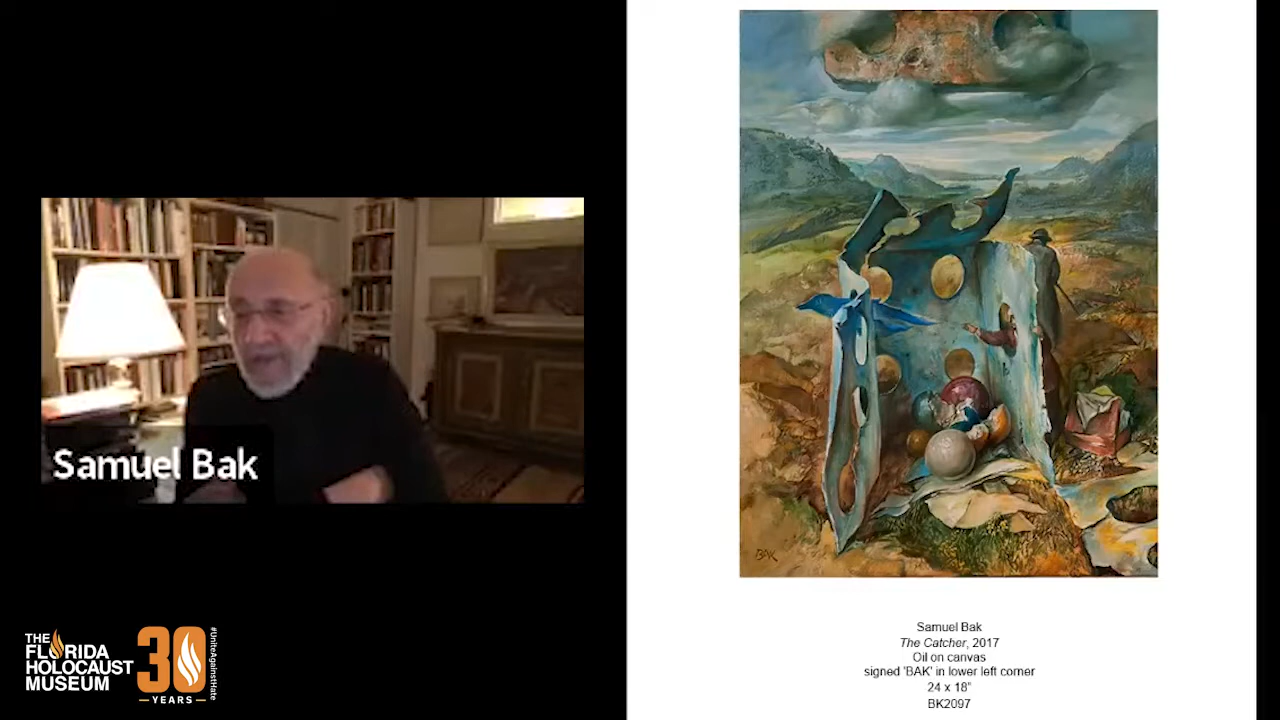 Samuel Bak
THE
FLORIDA
HOLOCAUST
MUSEUM
30
YEARS
#UniteAgainstHate
BAK
Samuel Bak
The Catcher, 2017
Oil on canvas
signed 'BAK' in lower left corner
24 x 18"
BK2097